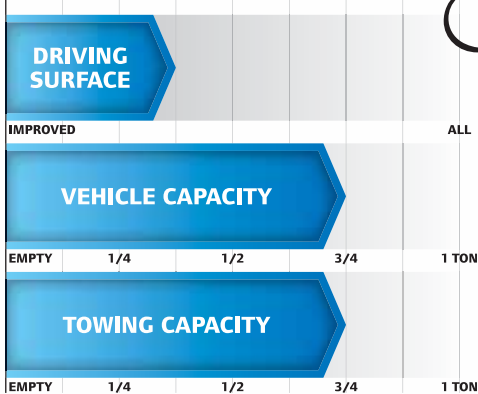 DRIVING
SURFACE
IMPROVED ALL
VEHICLE CAPACITY
EMPTY 1/4 1/2 3/4 1 TON
TOWING CAPACITY
EMPTY 1/4 1/2 3/4 1 TON